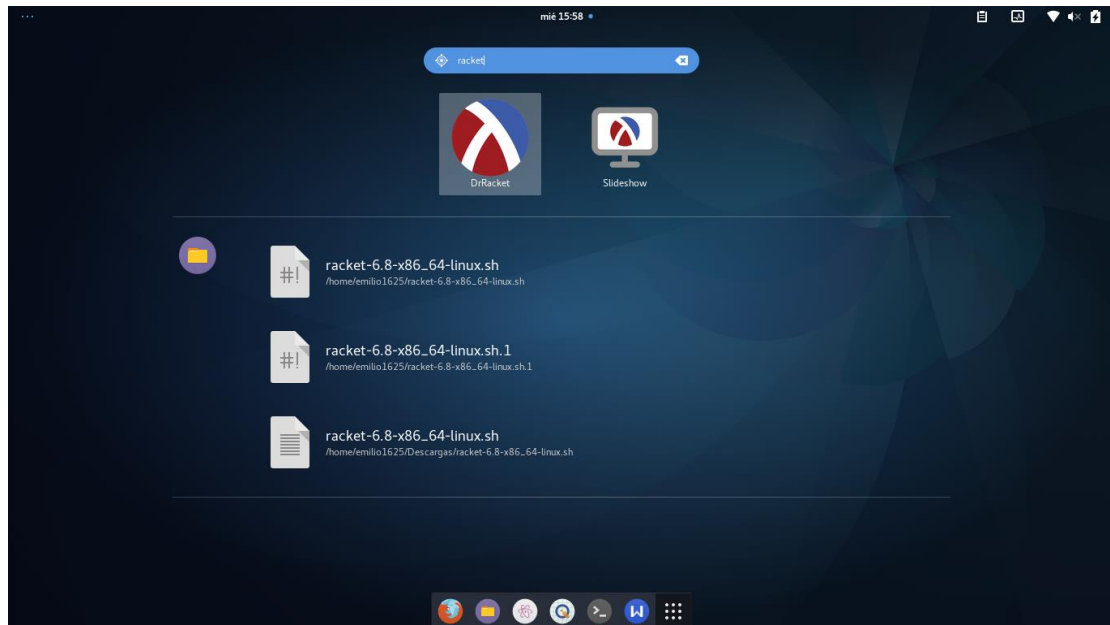 mié 15:58
racket
DrRacket
Slideshow
#!
racket-6.8-x86_64-linux.sh
/home/emilio1625/racket-6.8-x86_64-linux.sh
#!
racket-6.8-x86_64-linux.sh.1
/home/emilio1625/racket-6.8-x86_64-linux.sh.1
racket-6.8-x86_64-linux.sh
/home/emilio1625/Descargas/racket-6.8-x86_64-linux.sh